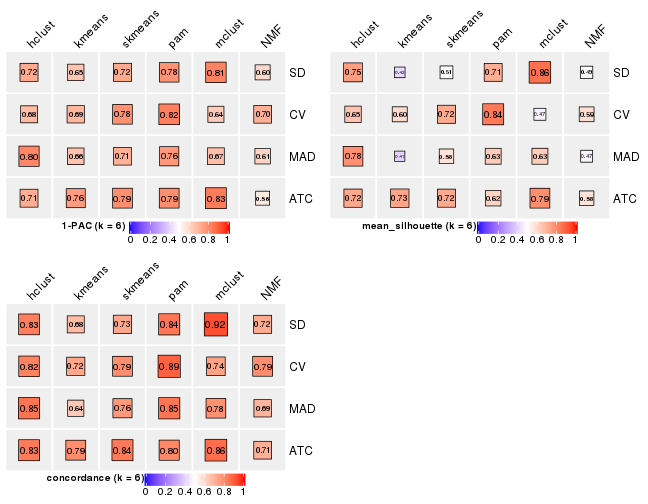 hclust kmeans skmeans pam mclust NMF
0.72 0.65 0.72 0.78 0.81 0.60 SD
0.68 0.69 0.78 0.82 0.64 0.70 CV
0.80 0.66 0.71 0.76 0.67 0.61 MAD
0.71 0.76 0.79 0.79 0.83 0.56 ATC
1-PAC (k = 6)
0 0.2 0.4 0.6 0.8 1
hclust kmeans skmeans pam mclust NMF
0.75 0.51 0.71 0.86 0.49 SD
0.65 0.60 0.72 0.84 0.47 0.59 CV
0.78 0.58 0.63 0.63 0.47 MAD
0.72 0.73 0.72 0.62 0.79 0.58 ATC
mean_silhouette (k = 6)
0 0.2 0.4 0.6 0.8 1
hclust kmeans skmeans pam mclust NMF
0.83 0.68 0.73 0.84 0.92 0.72 SD
0.82 0.72 0.79 0.89 0.74 0.79 CV
0.85 0.64 0.76 0.85 0.78 0.69 MAD
0.83 0.79 0.84 0.80 0.86 0.71 ATC
concordance (k = 6)
0 0.2 0.4 0.6 0.8 1